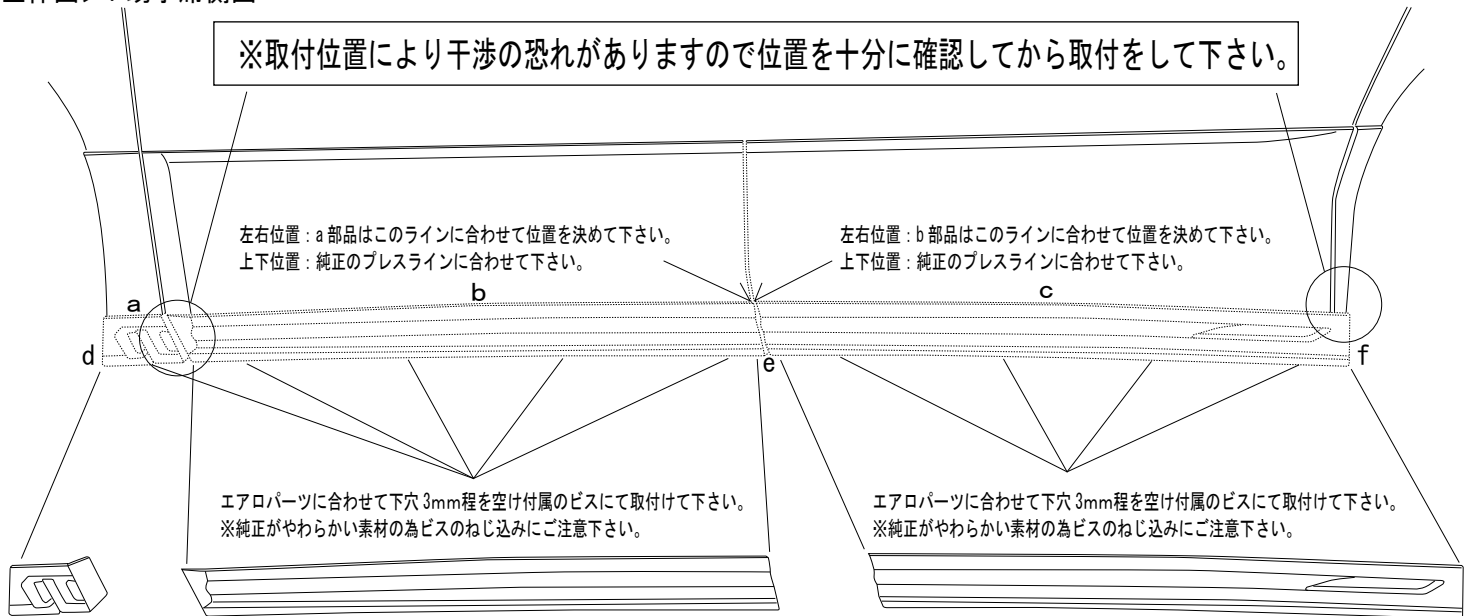 ※取付位置により干渉の恐れがありますので位置を十分に確認してから取付をして下さい。
左右位置：a部品はこのラインに合わせて位置を決めて下さい。
上下位置：純正のプレスラインに合わせて下さい。
左右位置：b部品はこのラインに合わせて位置を決めて下さい。
上下位置：純正のプレスラインに合わせて下さい。
a
b
c
d
e
f
エアロパーツに合わせて下穴3mm程を空け付属のビスにて取付けて下さい。
※純正がやわらかい素材の為ビスのねじ込みにご注意下さい。
エアロパーツに合わせて下穴3mm程を空け付属のビスにて取付けて下さい。
※純正がやわらかい素材の為ビスのねじ込みにご注意下さい。